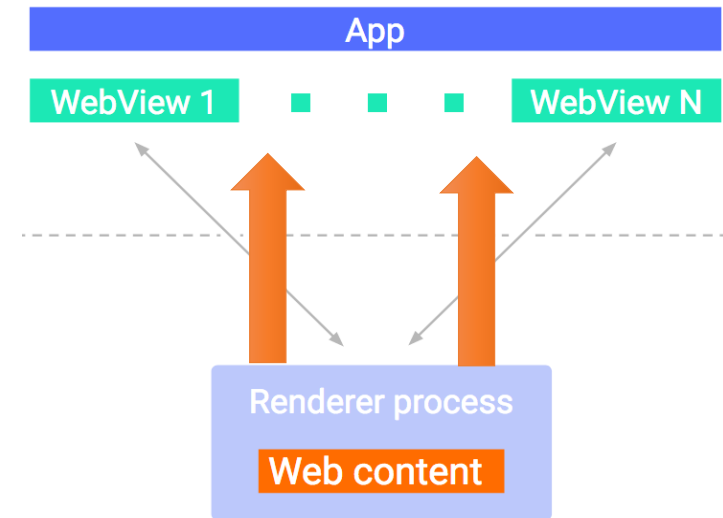 App
WebView 1
WebView N
Renderer process
Web content